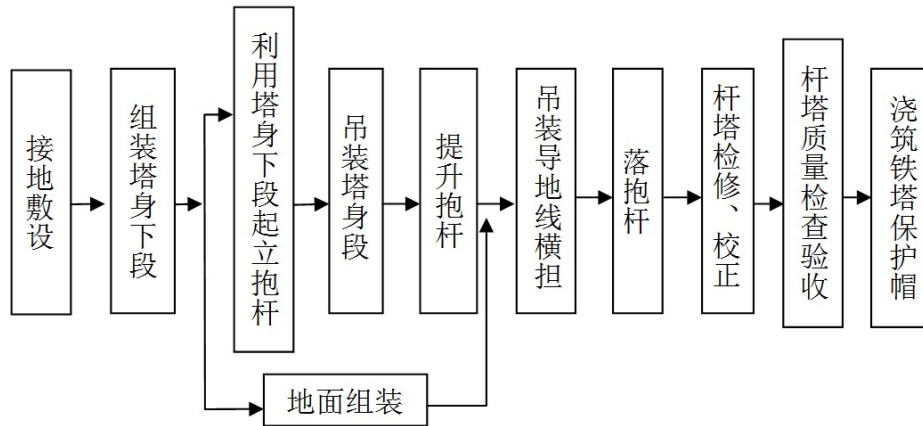 接地敷设
组装塔身下段
利用塔身下段起立抱杆
吊装塔身段
提升抱杆
吊装导地线横担
落抱杆
杆塔检修、校正
杆塔质量检查验收
浇筑铁塔保护帽
地面组装